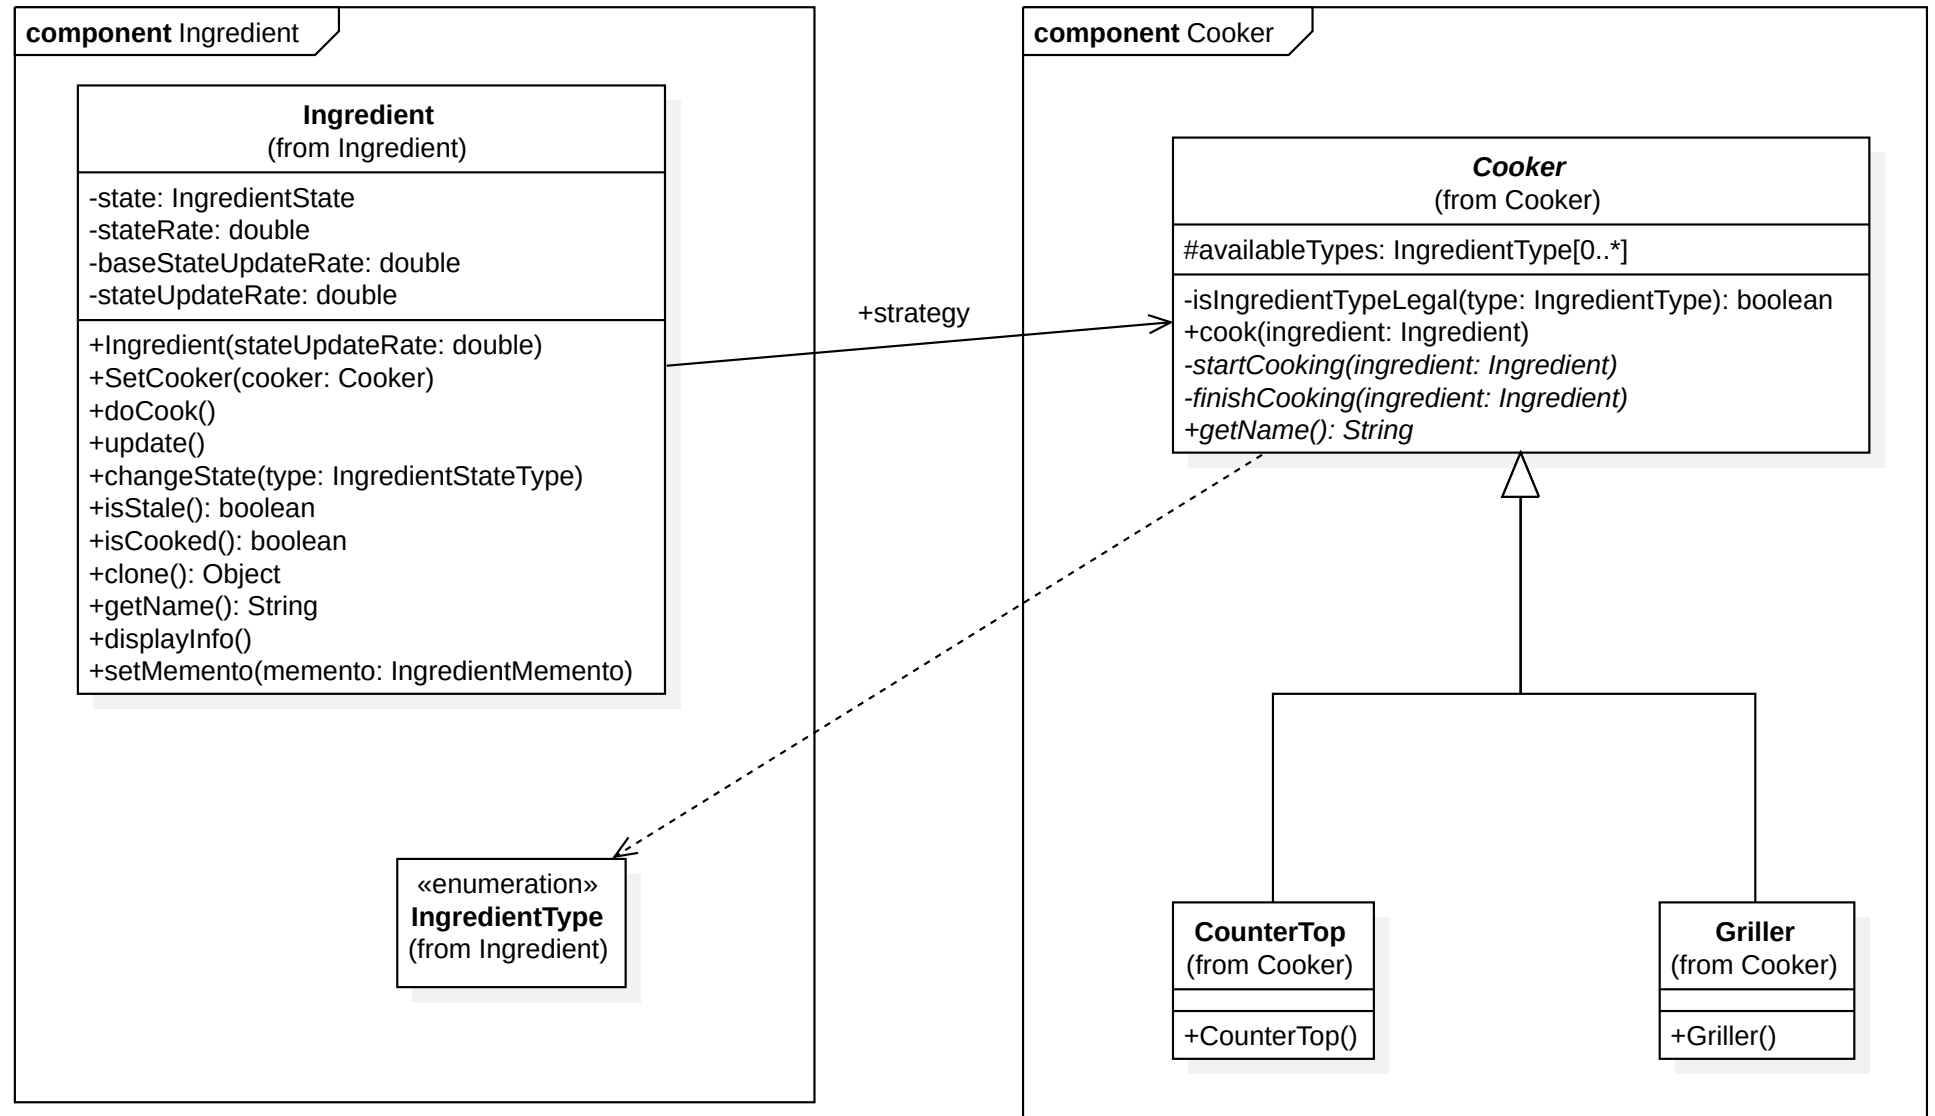 component Ingredient
Ingredient
(from Ingredient)
-state: IngredientState
-stateRate: double
-baseStateUpdateRate: double
-stateUpdateRate: double
+Ingredient(stateUpdateRate: double)
+SetCooker(cooker: Cooker)
+doCook()
+update()
+changeState(type: IngredientStateType)
+isStale(): boolean
+isCooked(): boolean
+clone(): Object
+getName(): String
+displayInfo()
+setMemento(memento: IngredientMemento)
«enumeration»
IngredientType
(from Ingredient)
+strategy
component Cooker
Cooker
(from Cooker)
#availableTypes: IngredientType[0..*]
-isIngredientTypeLegal(type: IngredientType): boolean
+cook(ingredient: Ingredient)
-startCooking(ingredient: Ingredient)
-finishCooking(ingredient: Ingredient)
+getName(): String
CounterTop
(from Cooker)
+CounterTop()
Griller
(from Cooker)
+Griller()